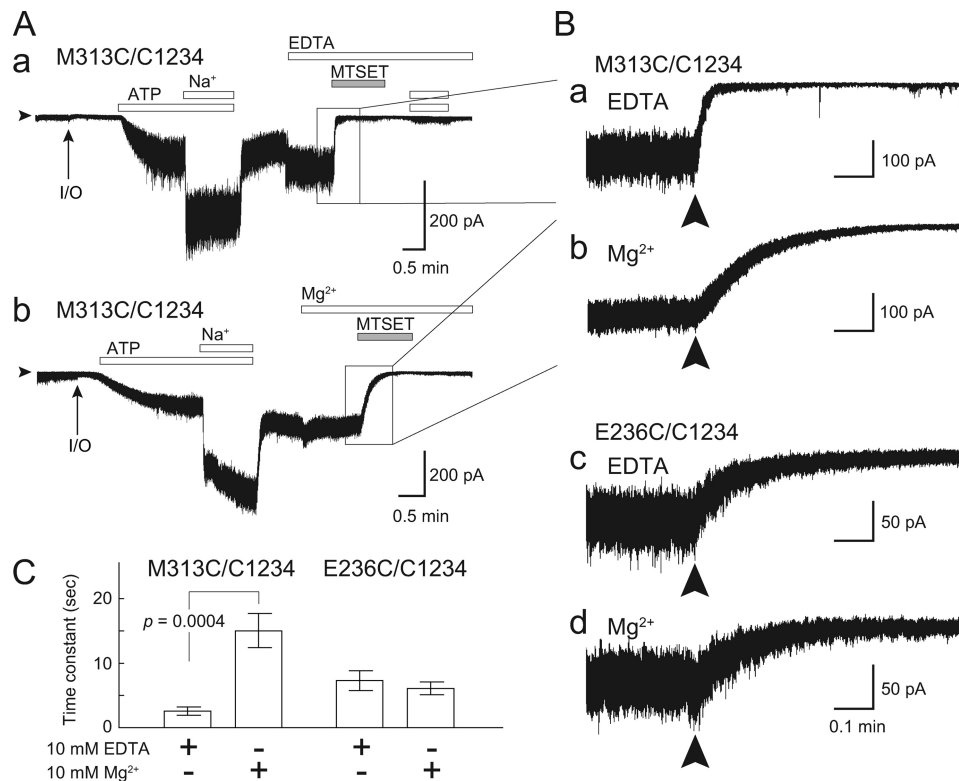 A
a
M313C/C1234
EDTA
MTSET
Na⁺
ATP
I/O
200 pA
0.5 min
b
M313C/C1234
Mg²⁺
MTSET
Na⁺
ATP
I/O
200 pA
0.5 min
B
M313C/C1234
a
EDTA
100 pA
b
Mg²⁺
100 pA
E236C/C1234
c
EDTA
50 pA
d
Mg²⁺
50 pA
0.1 min
C
M313C/C1234 E236C/C1234
Time constant (sec)
20
10
0
p = 0.0004
10 mM EDTA + - + -
10 mM Mg²⁺ - + - +